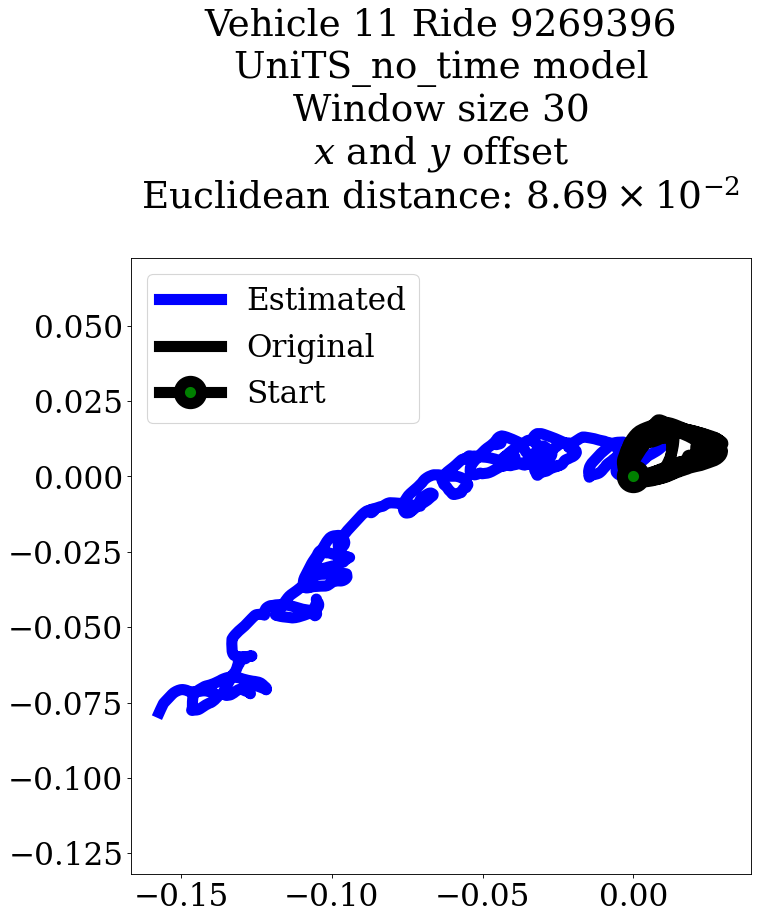 Vehicle 11 Ride 9269396
UniTS_no_time model
Window size 30
x and y offset
Euclidean distance: 8.69 × 10⁻²
Estimated
Original
Start
0.050
0.025
0.000
−0.025
−0.050
−0.075
−0.100
−0.125
−0.15 −0.10 −0.05 0.00